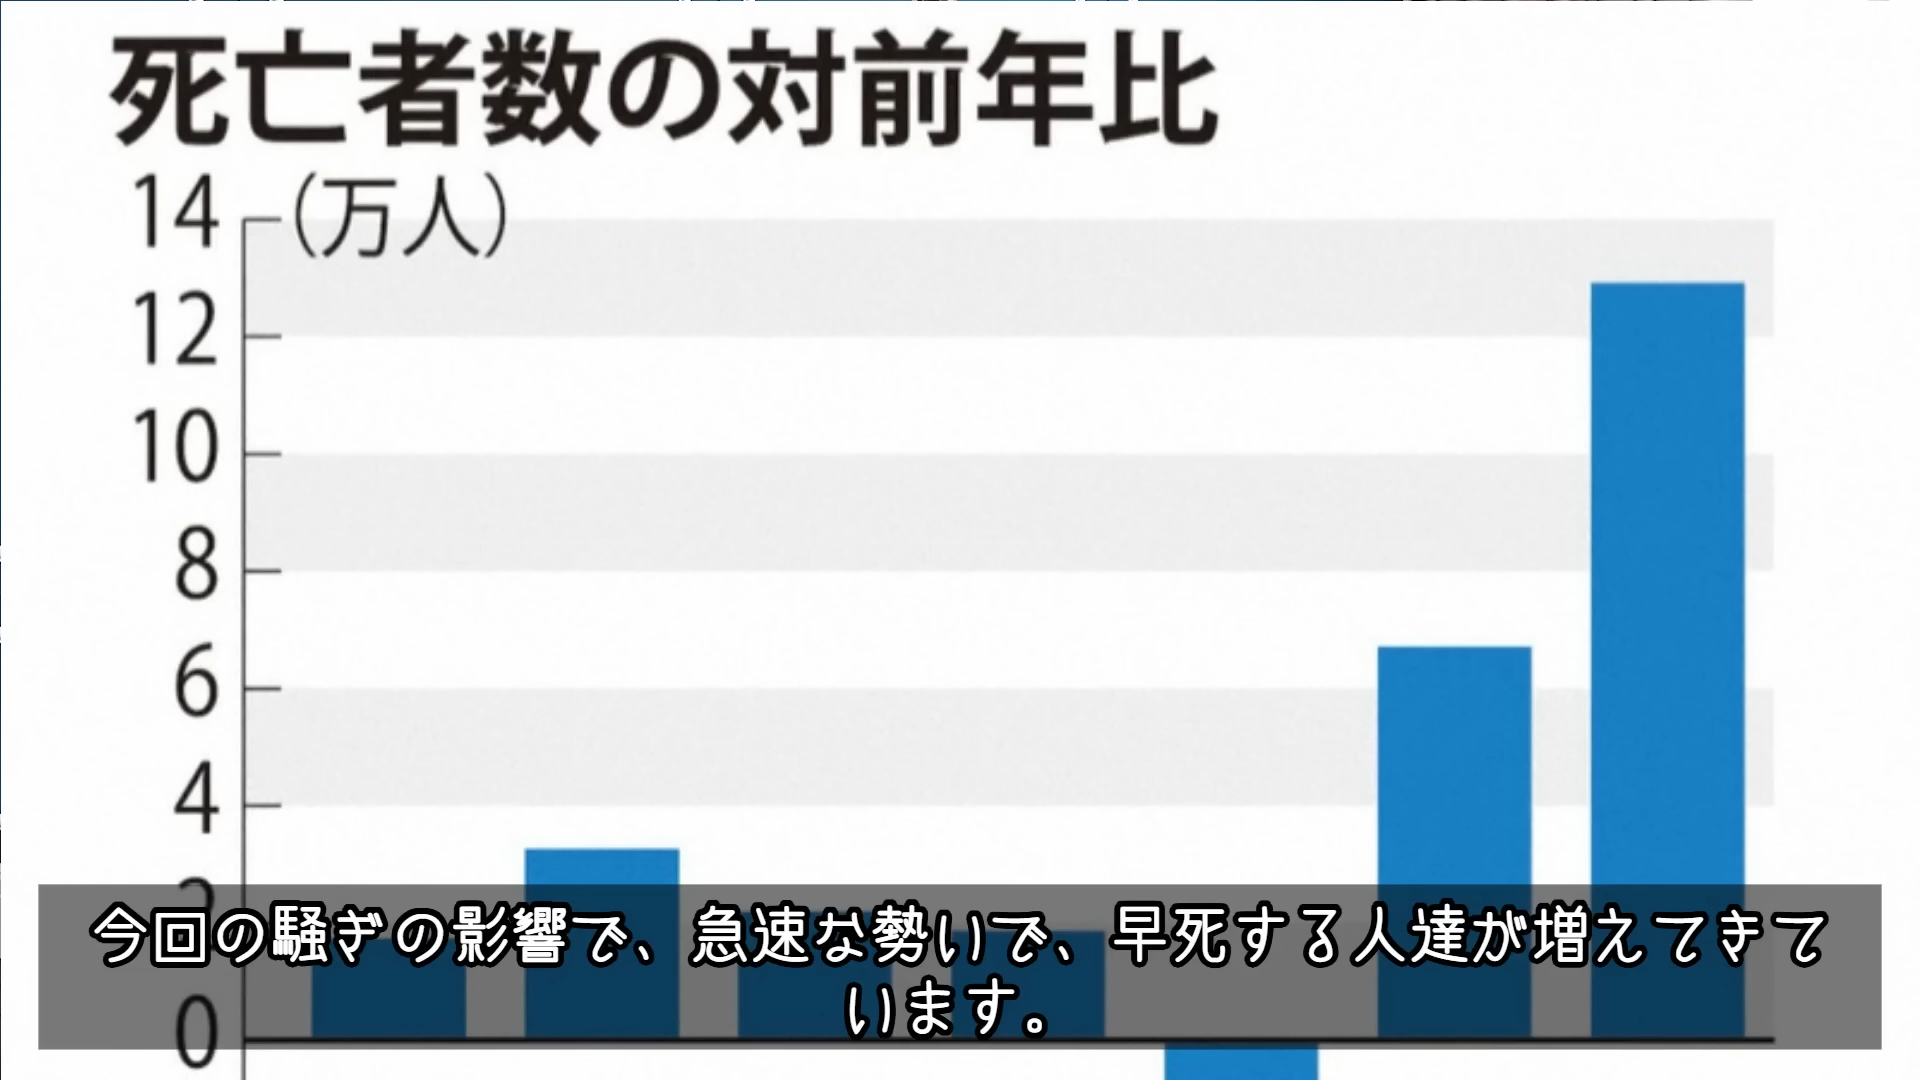 死亡者数の対前年比
(万人)
14
12
10
8
6
4
2
0
今回の騒ぎの影響で、急速な勢いで、早死する人達が増えてきて
います。